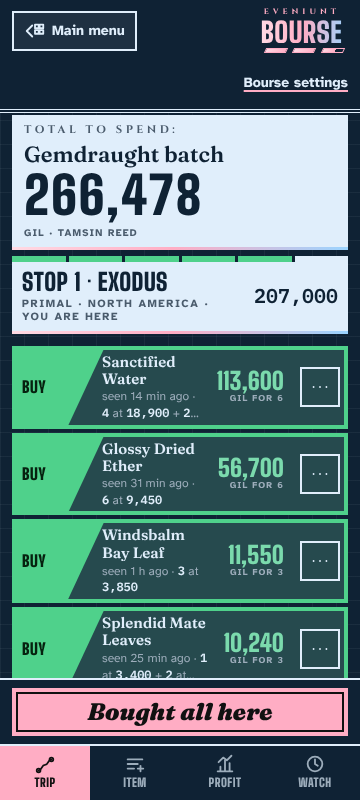 Main menu
EVENIUNT
BOURSE
Bourse settings
TOTAL TO SPEND:
Gemdraught batch
266,478
GIL · TAMSIN REED
STOP 1 · EXODUS
PRIMAL · NORTH AMERICA ·
YOU ARE HERE
207,000
BUY
Sanctified
Water
seen 14 min ago ·
4 at 18,900 + 2…
113,600
GIL FOR 6
...
BUY
Glossy Dried
Ether
seen 31 min ago ·
6 at 9,450
56,700
GIL FOR 6
...
BUY
Windsbalm
Bay Leaf
seen 1 h ago · 3 at
3,850
11,550
GIL FOR 3
...
BUY
Splendid Mate
Leaves
seen 25 min ago · 1
at 3,400 + 2 at…
10,240
GIL FOR 3
...
Bought all here
TRIP
ITEM
PROFIT
WATCH